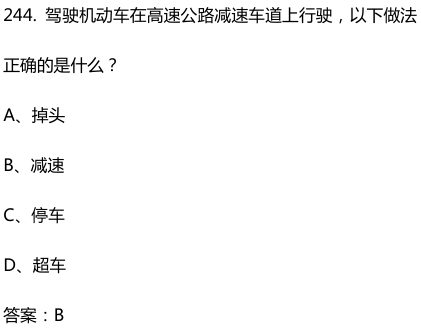 244. 驾驶机动车在高速公路减速车道上行驶，以下做法
正确的是什么？
A、掉头
B、减速
C、停车
D、超车
答案：B